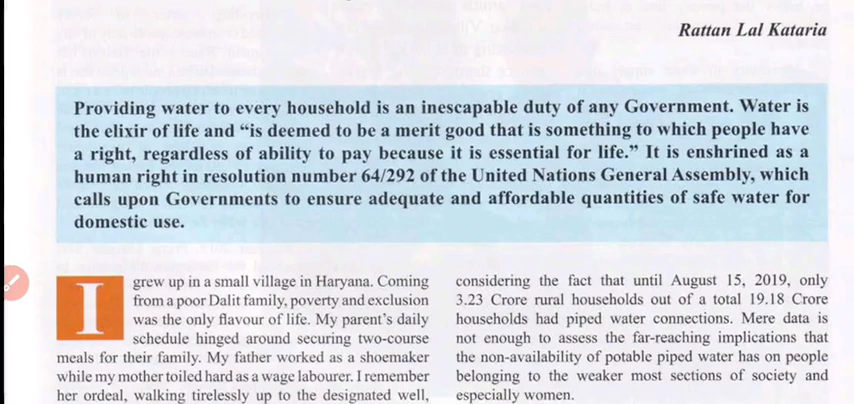 Rattan Lal Kataria
Providing water to every household is an inescapable duty of any Government. Water is
the elixir of life and “is deemed to be a merit good that is something to which people have
a right, regardless of ability to pay because it is essential for life.” It is enshrined as a
human right in resolution number 64/292 of the United Nations General Assembly, which
calls upon Governments to ensure adequate and affordable quantities of safe water for
domestic use.
I grew up in a small village in Haryana. Coming
from a poor Dalit family, poverty and exclusion
was the only flavour of life. My parent’s daily
schedule hinged around securing two-course
meals for their family. My father worked as a shoemaker
while my mother toiled hard as a wage labourer. I remember
her ordeal, walking tirelessly up to the designated well,
considering the fact that until August 15, 2019, only
3.23 Crore rural households out of a total 19.18 Crore
households had piped water connections. Mere data is
not enough to assess the far-reaching implications that
the non-availability of potable piped water has on people
belonging to the weaker most sections of society and
especially women.